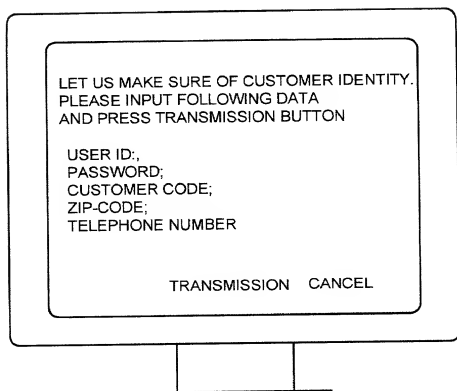 LET US MAKE SURE OF CUSTOMER IDENTITY.
PLEASE INPUT FOLLOWING DATA
AND PRESS TRANSMISSION BUTTON
USER ID:,
PASSWORD;
CUSTOMER CODE;
ZIP-CODE;
TELEPHONE NUMBER
TRANSMISSION CANCEL